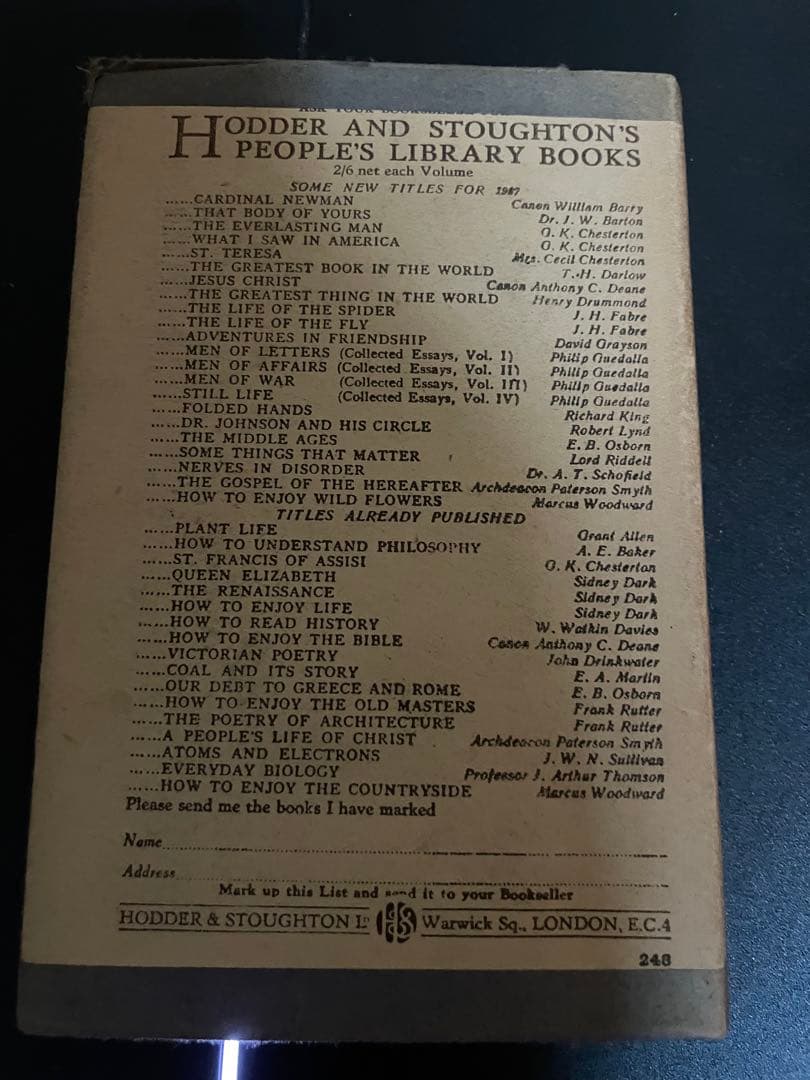 ASK YOUR
HODDER AND STOUGHTON'S
PEOPLE'S LIBRARY BOOKS
2/6 net each Volume
SOME NEW TITLES FOR 1927
......CARDINAL NEWMAN Canon William Barry
......THAT BODY OF YOURS Dr. J. W. Barton
......THE EVERLASTING MAN G. K. Chesterton
......WHAT I SAW IN AMERICA G. K. Chesterton
......ST. TERESA Mrs. Cecil Chesterton
......THE GREATEST BOOK IN THE WORLD T. H. Darlow
......JESUS CHRIST Canon Anthony C. Deane
......THE GREATEST THING IN THE WORLD Henry Drummond
......THE LIFE OF THE SPIDER J. H. Fabre
......THE LIFE OF THE FLY J. H. Fabre
......ADVENTURES IN FRIENDSHIP David Grayson
......MEN OF LETTERS (Collected Essays, Vol. I) Philip Guedalla
......MEN OF AFFAIRS (Collected Essays, Vol. II) Philip Guedalla
......MEN OF WAR (Collected Essays, Vol. III) Philip Guedalla
......STILL LIFE (Collected Essays, Vol. IV) Philip Guedalla
......FOLDED HANDS Richard King
......DR. JOHNSON AND HIS CIRCLE Robert Lynd
......THE MIDDLE AGES E. B. Osborn
......SOME THINGS THAT MATTER Lord Riddell
......NERVES IN DISORDER Dr. A. T. Schofield
......THE GOSPEL OF THE HEREAFTER Archdeacon Paterson Smyth
......HOW TO ENJOY WILD FLOWERS Marcus Woodward
TITLES ALREADY PUBLISHED
......PLANT LIFE Grant Allen
......HOW TO UNDERSTAND PHILOSOPHY A. E. Baker
......ST. FRANCIS OF ASSISI G. K. Chesterton
......QUEEN ELIZABETH Sidney Dark
......THE RENAISSANCE Sidney Dark
......HOW TO ENJOY LIFE Sidney Dark
......HOW TO READ HISTORY W. Watkin Davies
......HOW TO ENJOY THE BIBLE Canon Anthony C. Deane
......VICTORIAN POETRY John Drinkwater
......COAL AND ITS STORY E. A. Martin
......OUR DEBT TO GREECE AND ROME E. B. Osborn
......HOW TO ENJOY THE OLD MASTERS Frank Rutter
......THE POETRY OF ARCHITECTURE Frank Rutter
......A PEOPLE'S LIFE OF CHRIST Archdeacon Paterson Smyth
......ATOMS AND ELECTRONS J. W. N. Sullivan
......EVERYDAY BIOLOGY Professor J. Arthur Thomson
......HOW TO ENJOY THE COUNTRYSIDE Marcus Woodward
Please send me the books I have marked
Name
Address
Mark up this List and send it to your Bookseller
HODDER & STOUGHTON LD Warwick Sq., LONDON, E.C.4
248